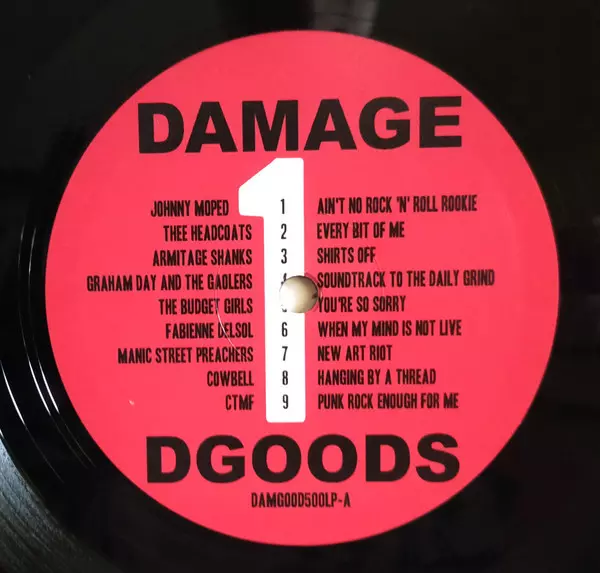 DAMAGE
1
JOHNNY MOPED 1 AIN'T NO ROCK 'N' ROLL ROOKIE
THEE HEADCOATS 2 EVERY BIT OF ME
ARMITAGE SHANKS 3 SHIRTS OFF
GRAHAM DAY AND THE GAOLERS 4 SOUNDTRACK TO THE DAILY GRIND
THE BUDGET GIRLS 5 YOU'RE SO SORRY
FABIENNE DELSOL 6 WHEN MY MIND IS NOT LIVE
MANIC STREET PREACHERS 7 NEW ART RIOT
COWBELL 8 HANGING BY A THREAD
CTMF 9 PUNK ROCK ENOUGH FOR ME
DGOODS
DAMGOOD500LP-A